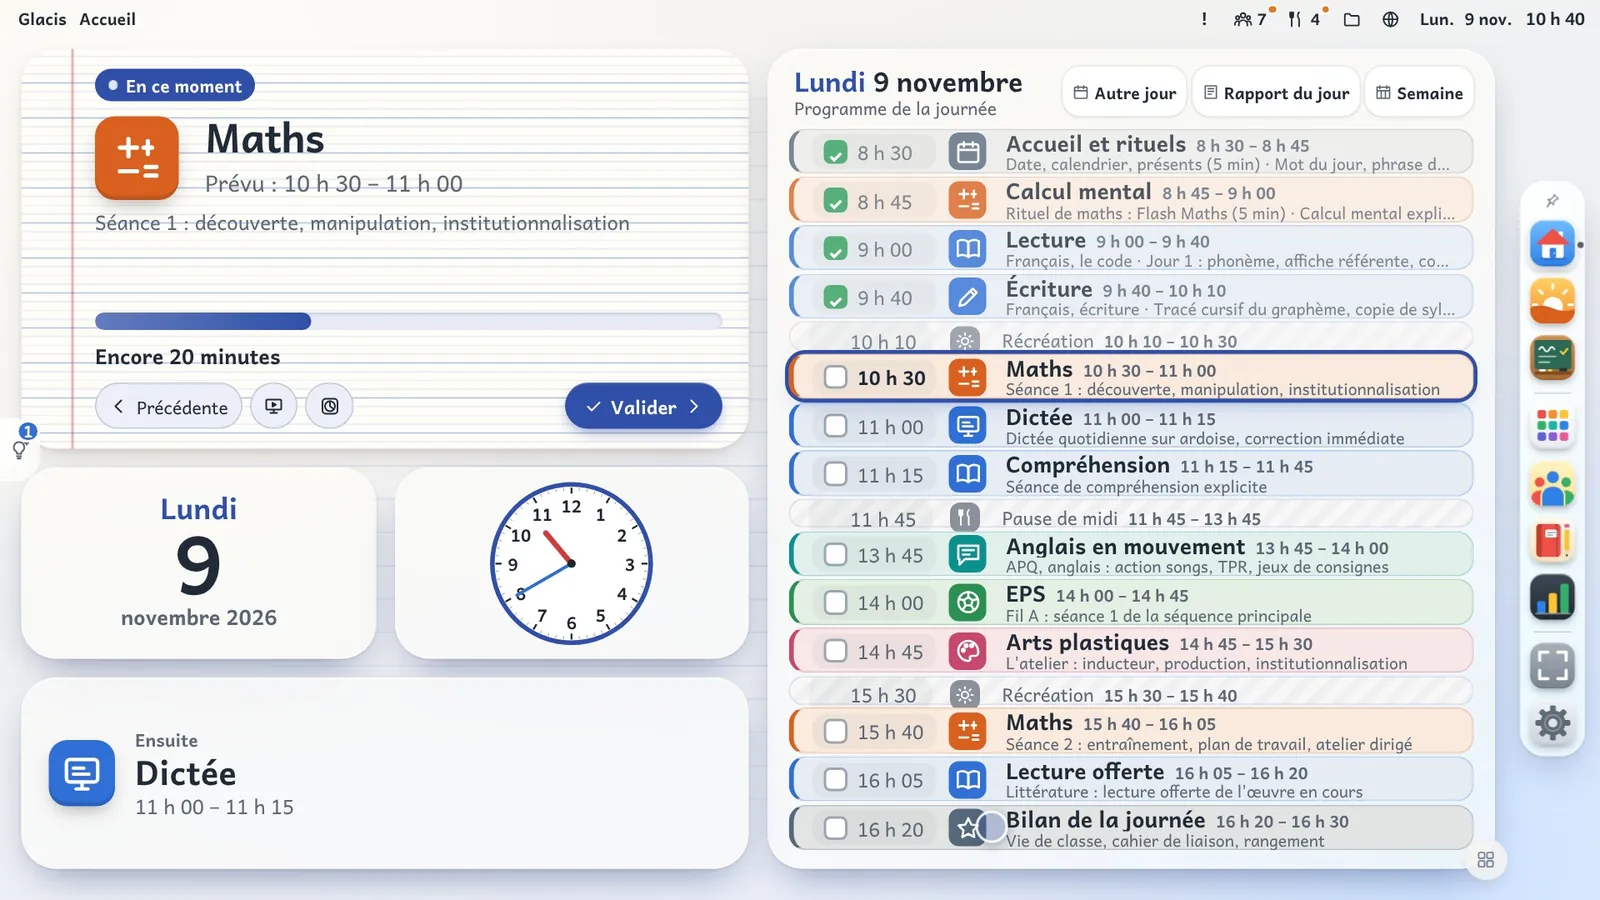 Glacis Accueil
! 7 4 Lun. 9 nov. 10 h 40
En ce moment
Maths
Prévu : 10 h 30 – 11 h 00
Séance 1 : découverte, manipulation, institutionnalisation
Encore 20 minutes
Précédente
Valider
1
Lundi
9
novembre 2026
12
1
2
3
4
5
6
7
8
9
10
11
Ensuite
Dictée
11 h 00 – 11 h 15
Lundi 9 novembre
Programme de la journée
Autre jour
Rapport du jour
Semaine
8 h 30
Accueil et rituels 8 h 30 – 8 h 45
Date, calendrier, présents (5 min) · Mot du jour, phrase d...
8 h 45
Calcul mental 8 h 45 – 9 h 00
Rituel de maths : Flash Maths (5 min) · Calcul mental expli...
9 h 00
Lecture 9 h 00 – 9 h 40
Français, le code · Jour 1 : phonème, affiche référente, co...
9 h 40
Écriture 9 h 40 – 10 h 10
Français, écriture · Tracé cursif du graphème, copie de syl...
10 h 10
Récréation 10 h 10 – 10 h 30
10 h 30
Maths 10 h 30 – 11 h 00
Séance 1 : découverte, manipulation, institutionnalisation
11 h 00
Dictée 11 h 00 – 11 h 15
Dictée quotidienne sur ardoise, correction immédiate
11 h 15
Compréhension 11 h 15 – 11 h 45
Séance de compréhension explicite
11 h 45
Pause de midi 11 h 45 – 13 h 45
13 h 45
Anglais en mouvement 13 h 45 – 14 h 00
APQ, anglais : action songs, TPR, jeux de consignes
14 h 00
EPS 14 h 00 – 14 h 45
Fil A : séance 1 de la séquence principale
14 h 45
Arts plastiques 14 h 45 – 15 h 30
L'atelier : inducteur, production, institutionnalisation
15 h 30
Récréation 15 h 30 – 15 h 40
15 h 40
Maths 15 h 40 – 16 h 05
Séance 2 : entraînement, plan de travail, atelier dirigé
16 h 05
Lecture offerte 16 h 05 – 16 h 20
Littérature : lecture offerte de l'œuvre en cours
16 h 20
Bilan de la journée 16 h 20 – 16 h 30
Vie de classe, cahier de liaison, rangement